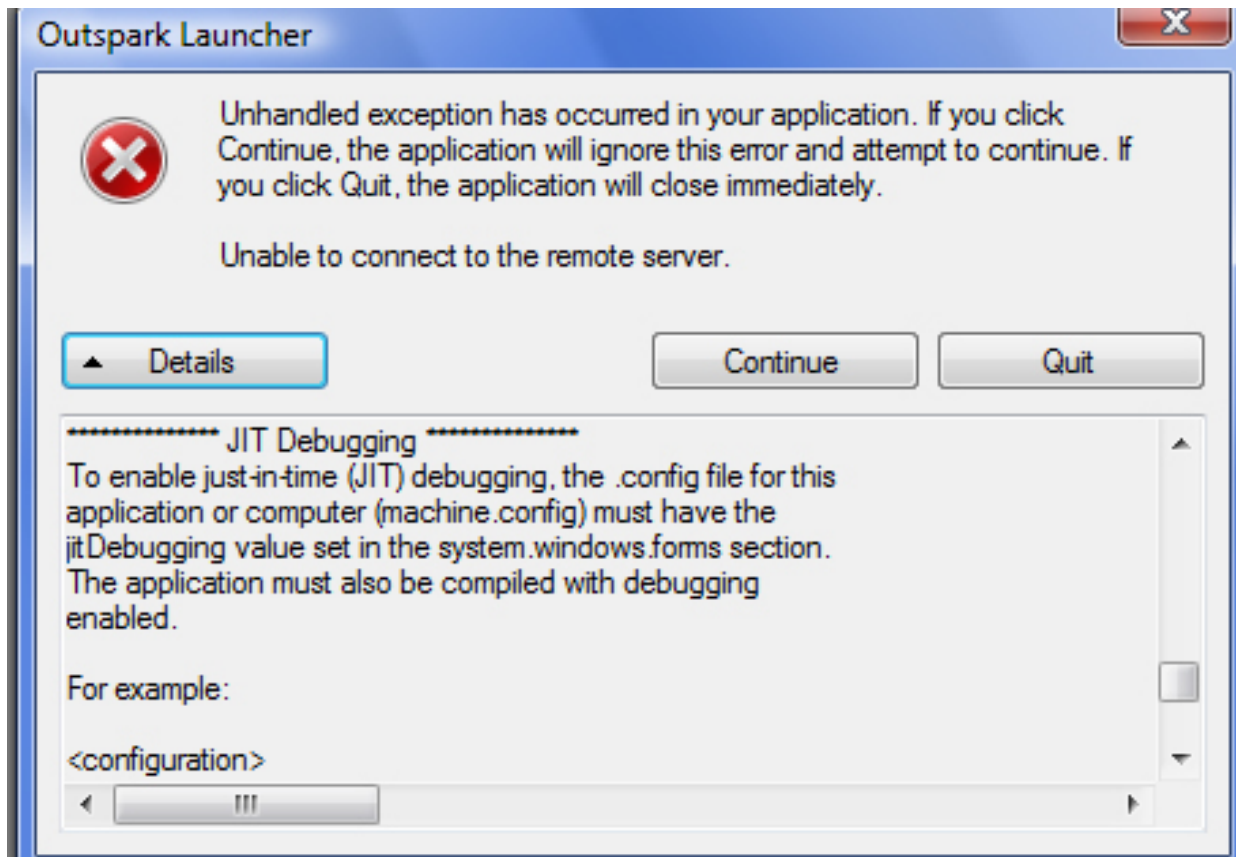 Outspark Launcher
Unhandled exception has occurred in your application. If you click
Continue, the application will ignore this error and attempt to continue. If
you click Quit, the application will close immediately.
Unable to connect to the remote server.
Details
Continue
Quit
************** JIT Debugging **************
To enable just-in-time (JIT) debugging, the .config file for this
application or computer (machine.config) must have the
jitDebugging value set in the system.windows.forms section.
The application must also be compiled with debugging
enabled.
For example:
<configuration>